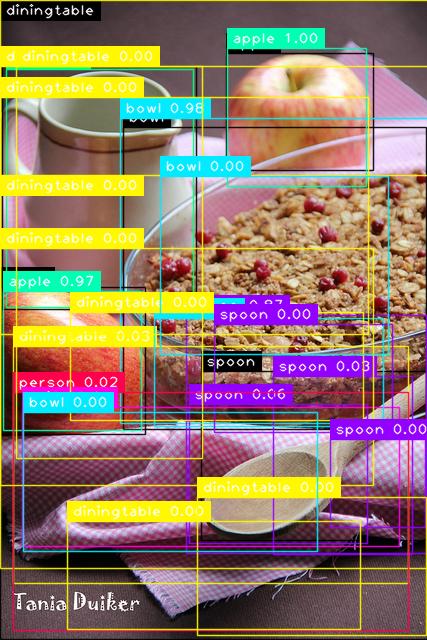 diningtable
apple 1.00
d diningtable 0.00
diningtable 0.00
bowl 0.98
bowl
bowl 0.00
diningtable 0.00
diningtable 0.00
apple 0.97
diningtable 0.00
0.87
spoon 0.00
diningtable 0.03
spoon
spoon 0.03
person 0.02
spoon 0.06
bowl 0.00
spoon 0.00
diningtable 0.00
diningtable 0.00
Tania Duiker